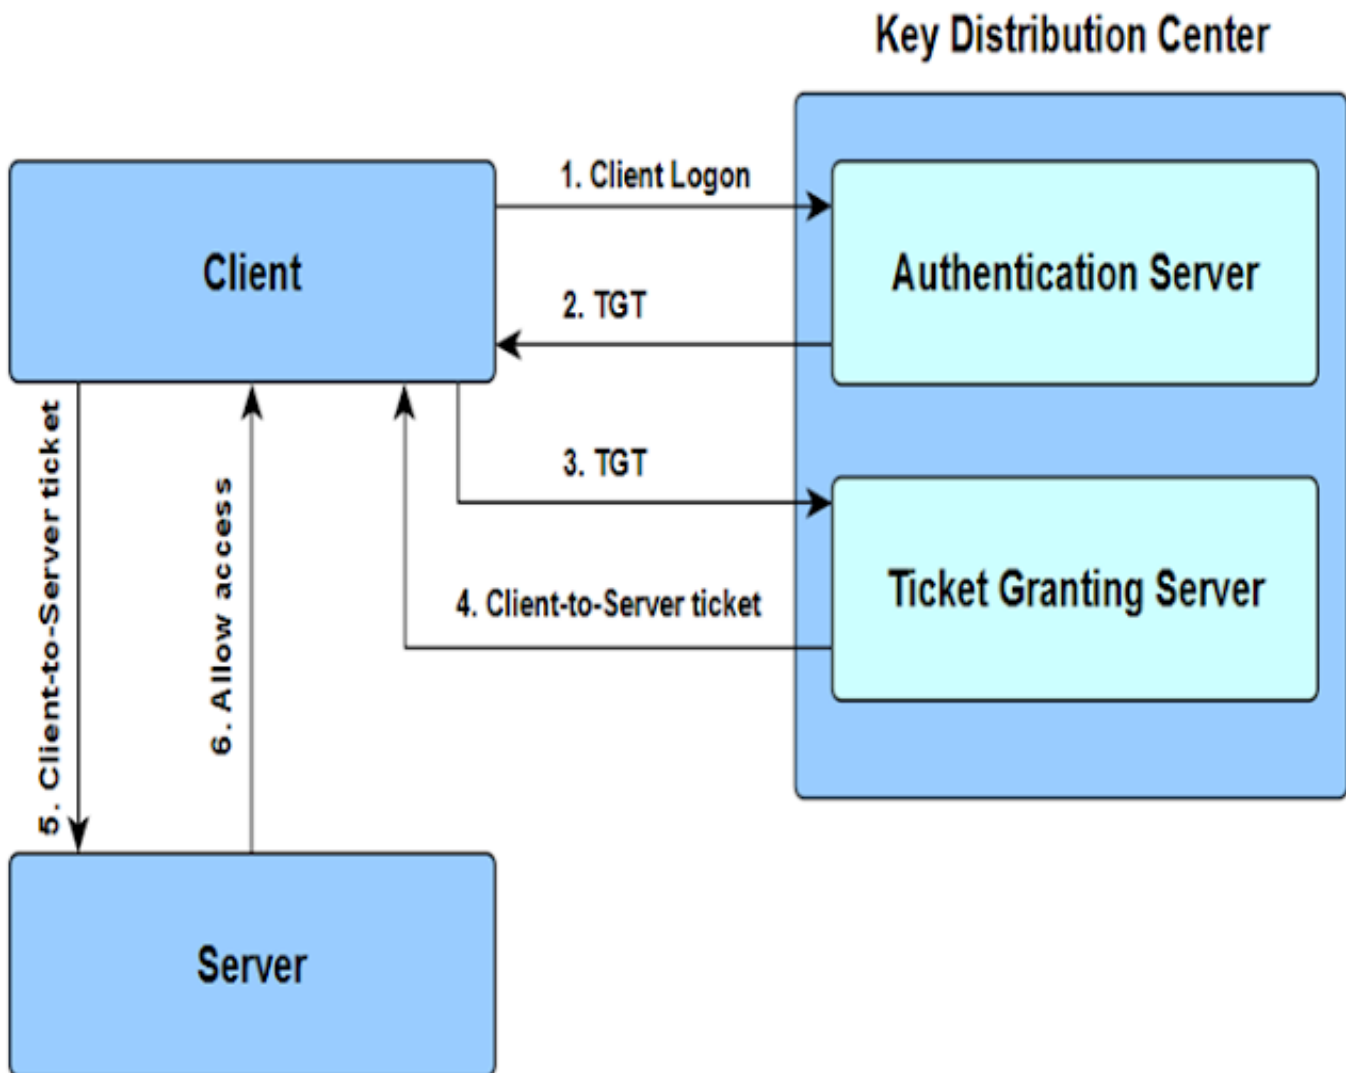 Key Distribution Center
1. Client Logon
Client
Authentication Server
2. TGT
3. TGT
Ticket Granting Server
4. Client-to-Server ticket
5. Client-to-Server ticket
6. Allow access
Server